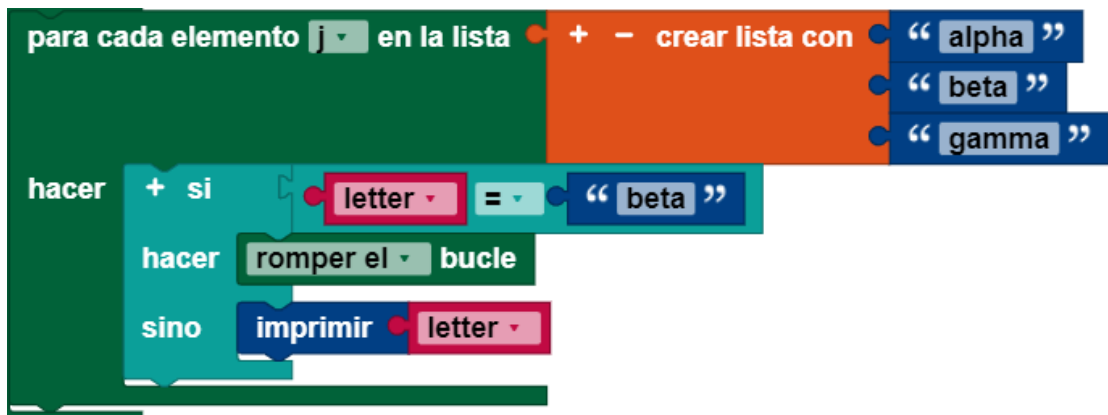 para cada elemento j en la lista + - crear lista con “ alpha ”
“ beta ”
“ gamma ”
hacer + si letter = “ beta ”
hacer romper el bucle
sino imprimir letter